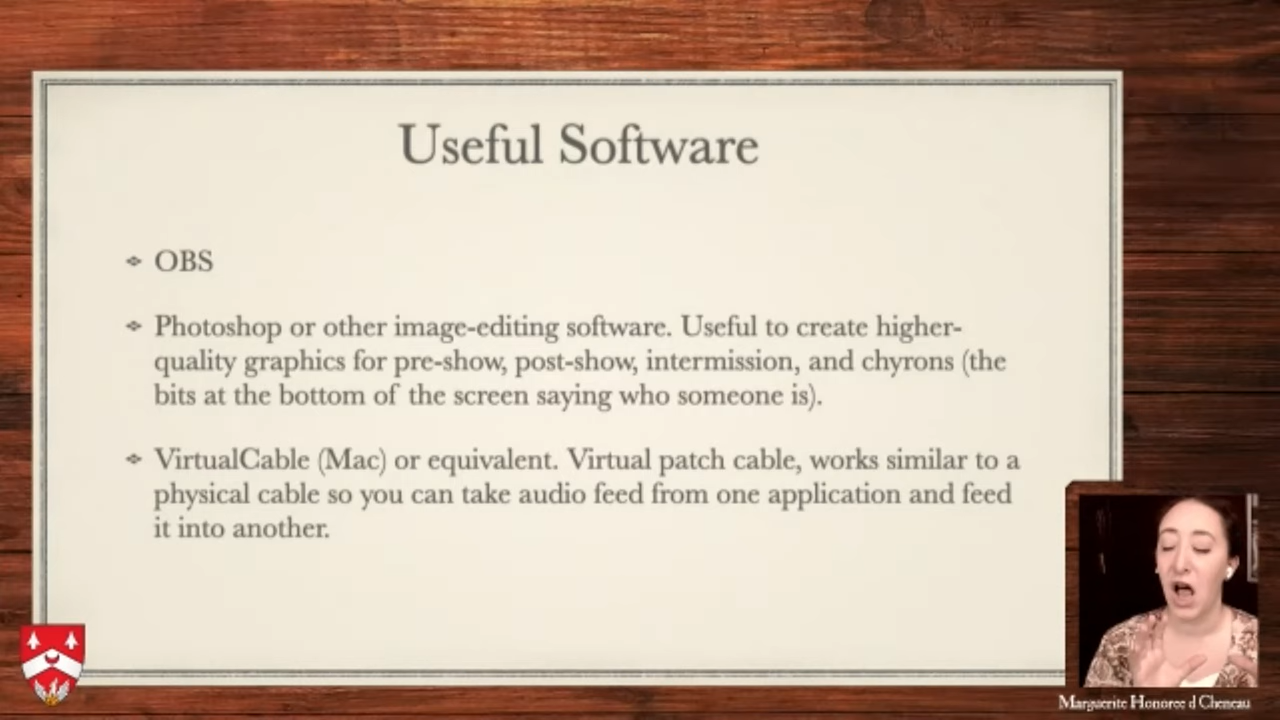 Useful Software
OBS
Photoshop or other image-editing software. Useful to create higher-
quality graphics for pre-show, post-show, intermission, and chyrons (the
bits at the bottom of the screen saying who someone is).
VirtualCable (Mac) or equivalent. Virtual patch cable, works similar to a
physical cable so you can take audio feed from one application and feed
it into another.
Marguerite Honoree d Cheneau